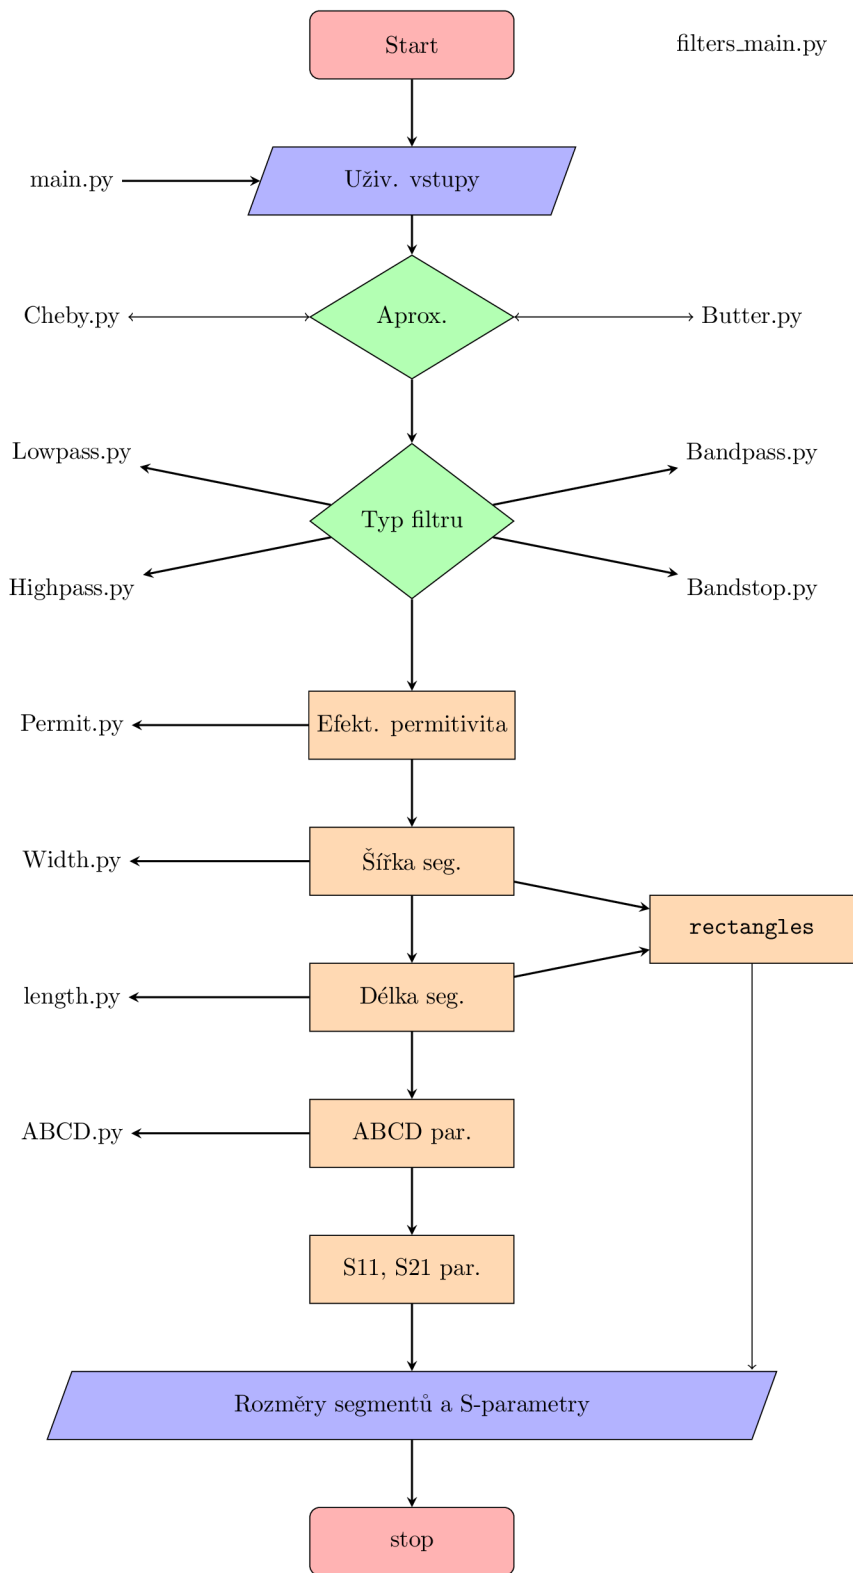 Start
filters_main.py
main.py
Uživ. vstupy
Cheby.py
Aprox.
Butter.py
Lowpass.py
Bandpass.py
Typ filtru
Highpass.py
Bandstop.py
Permit.py
Efekt. permitivita
Width.py
Šířka seg.
rectangles
length.py
Délka seg.
ABCD.py
ABCD par.
S11, S21 par.
Rozměry segmentů a S-parametry
stop